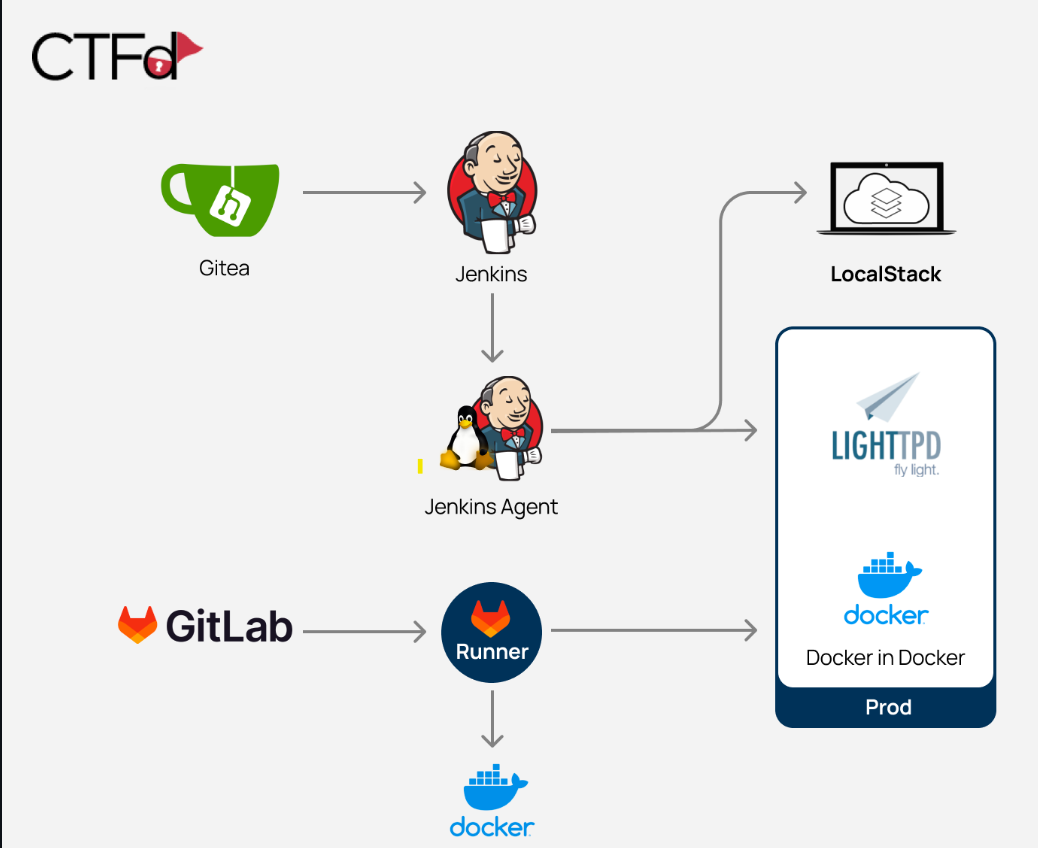 CTFd
Gitea
Jenkins
LocalStack
Jenkins Agent
LIGHTTPD
fly light.
GitLab
Runner
docker
Docker in Docker
Prod
docker